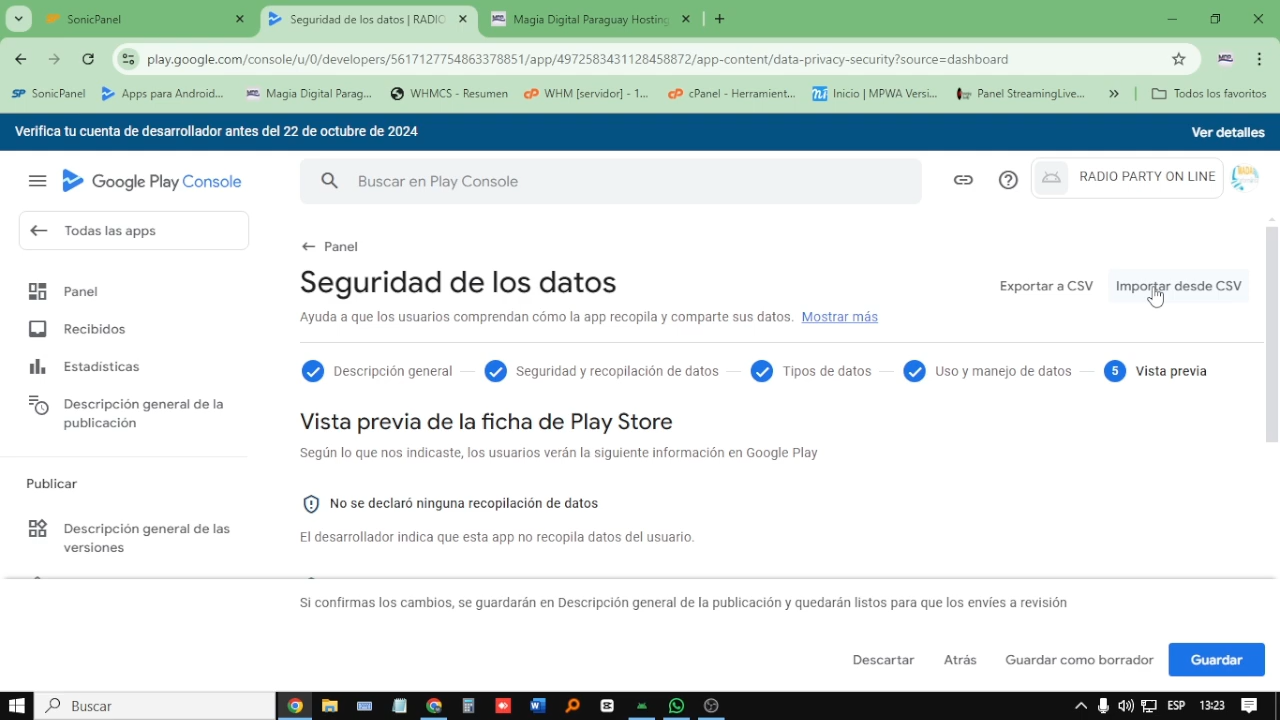 SonicPanel
Seguridad de los datos | RADIO
Magia Digital Paraguay Hosting
play.google.com/console/u/0/developers/5617127754863378851/app/4972583431128458872/app-content/data-privacy-security?source=dashboard
SonicPanel
Apps para Android...
Magia Digital Parag...
WHMCS - Resumen
WHM [servidor] - 1...
cPanel - Herramient...
Inicio | MPWA Versi...
Panel StreamingLive...
Todos los favoritos
Verifica tu cuenta de desarrollador antes del 22 de octubre de 2024
Ver detalles
Google Play Console
Buscar en Play Console
RADIO PARTY ON LINE
Todas las apps
Panel
Recibidos
Estadísticas
Descripción general de la
publicación
Publicar
Descripción general de las
versiones
Panel
Seguridad de los datos
Exportar a CSV
Importar desde CSV
Ayuda a que los usuarios comprendan cómo la app recopila y comparte sus datos. Mostrar más
Descripción general
Seguridad y recopilación de datos
Tipos de datos
Uso y manejo de datos
5 Vista previa
Vista previa de la ficha de Play Store
Según lo que nos indicaste, los usuarios verán la siguiente información en Google Play
No se declaró ninguna recopilación de datos
El desarrollador indica que esta app no recopila datos del usuario.
Si confirmas los cambios, se guardarán en Descripción general de la publicación y quedarán listos para que los envíes a revisión
Descartar
Atrás
Guardar como borrador
Guardar
Buscar
ESP
13:23